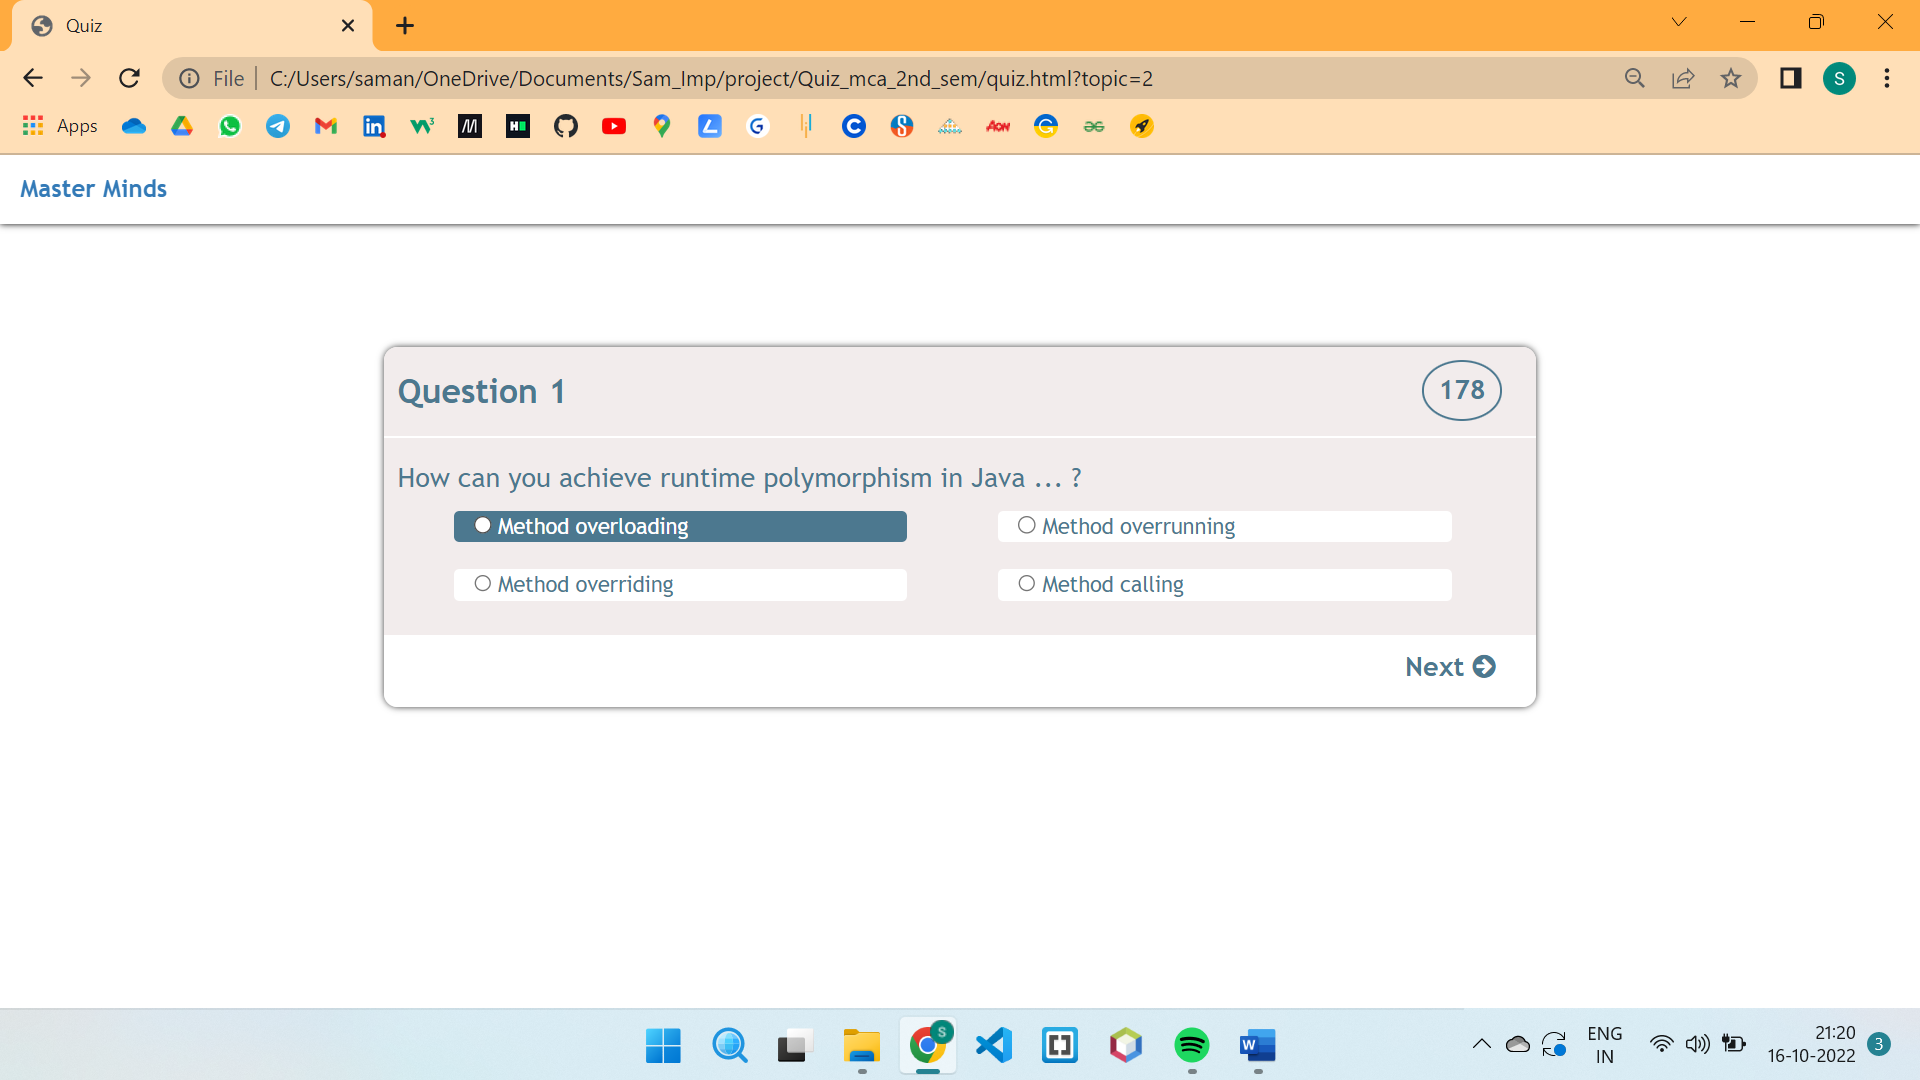 Quiz
File
C:/Users/saman/OneDrive/Documents/Sam_Imp/project/Quiz_mca_2nd_sem/quiz.html?topic=2
S
Apps
Master Minds
Question 1
178
How can you achieve runtime polymorphism in Java ... ?
Method overloading
Method overrunning
Method overriding
Method calling
Next
ENG
IN
21:20
16-10-2022
3